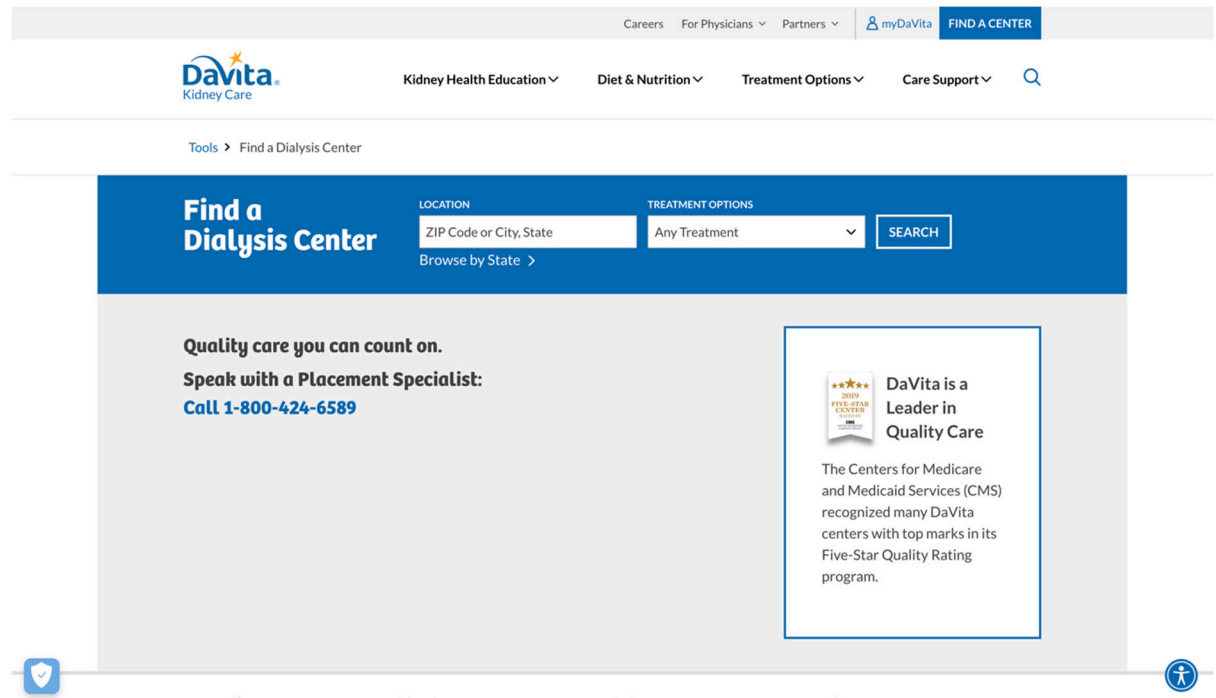 Careers For Physicians Partners myDaVita FIND A CENTER
DaVita.
Kidney Care
Kidney Health Education Diet & Nutrition Treatment Options Care Support
Tools > Find a Dialysis Center
Find a
Dialysis Center
LOCATION
ZIP Code or City, State
Browse by State >
TREATMENT OPTIONS
Any Treatment
SEARCH
Quality care you can count on.
Speak with a Placement Specialist:
Call 1-800-424-6589
2019
FIVE-STAR
CENTER
CMS
DaVita is a
Leader in
Quality Care
The Centers for Medicare
and Medicaid Services (CMS)
recognized many DaVita
centers with top marks in its
Five-Star Quality Rating
program.